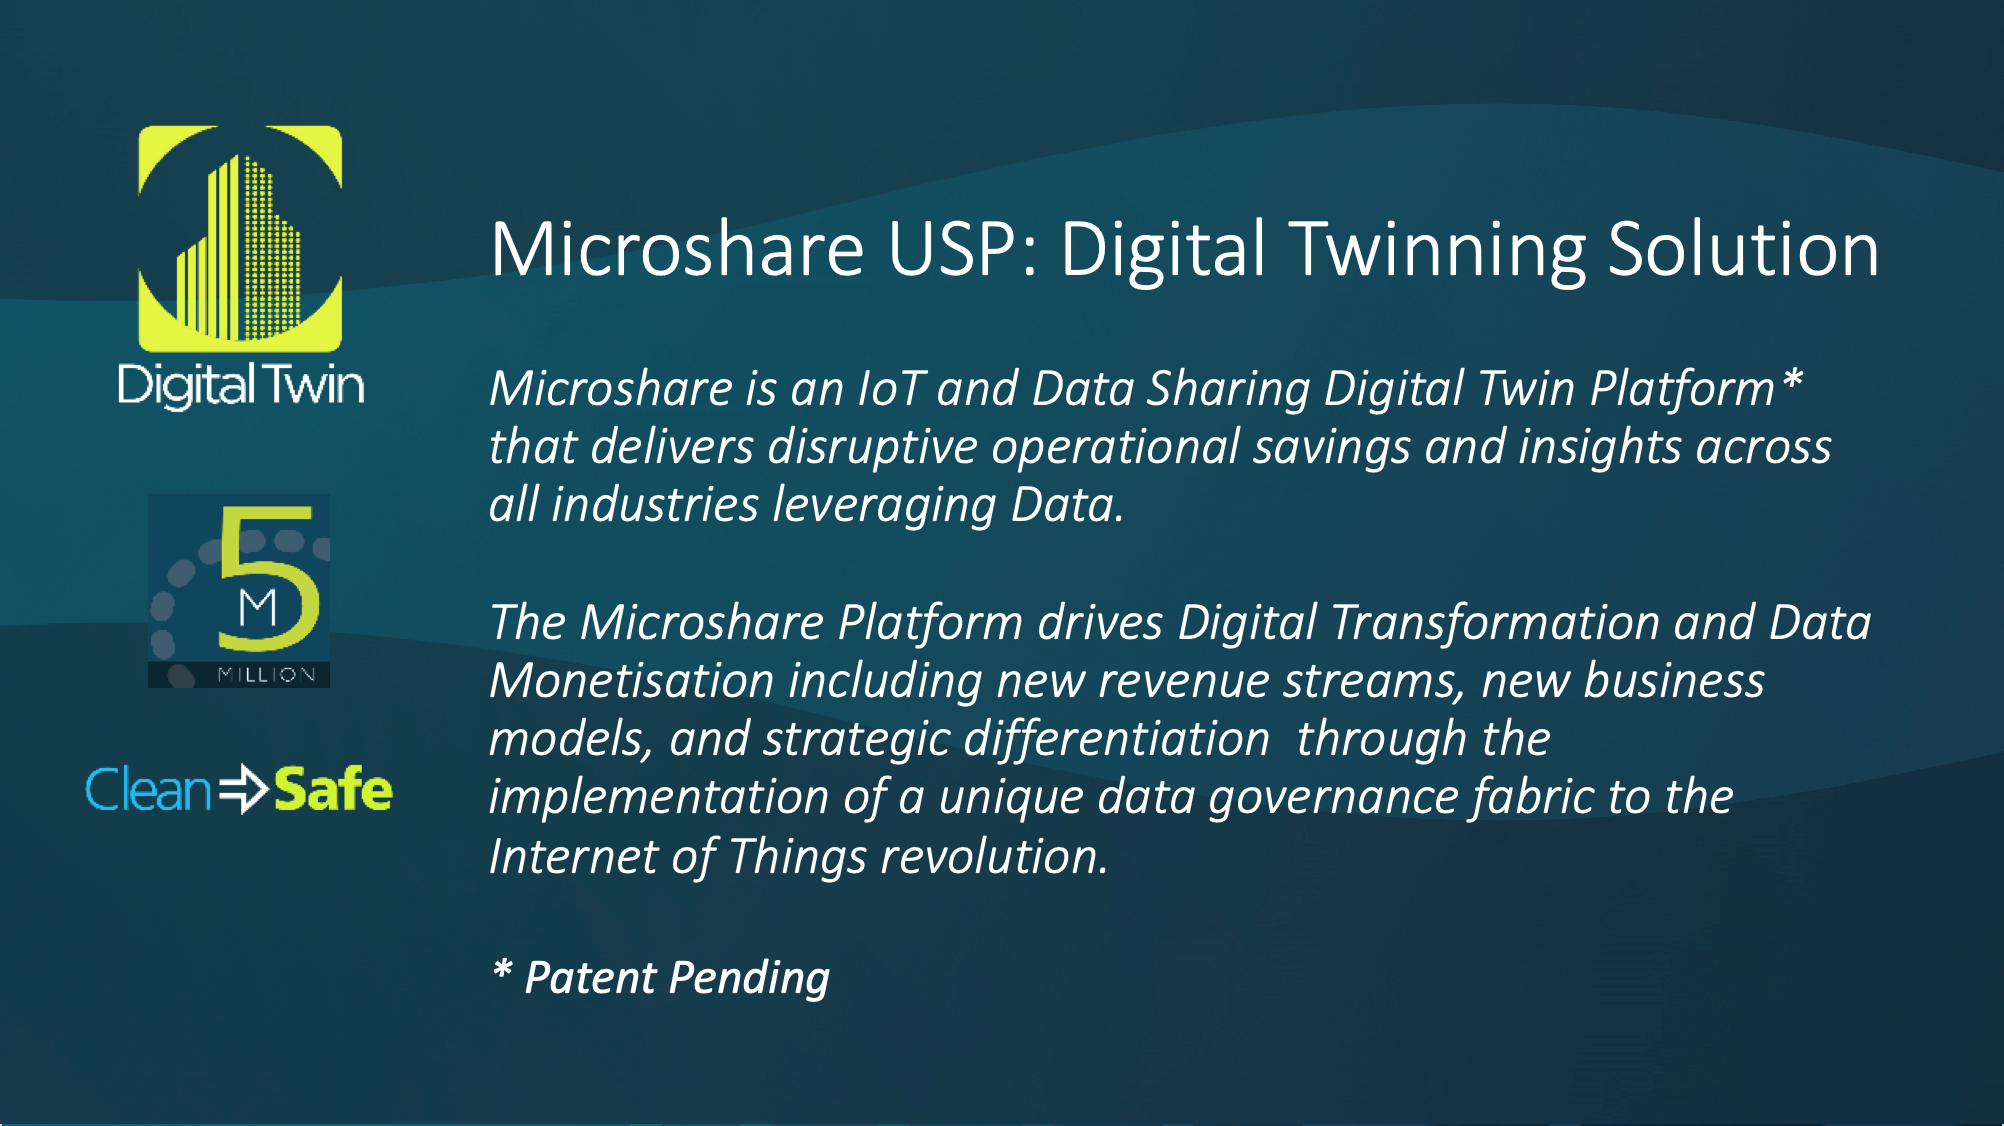 Digital Twin
5
M
MILLION
Clean⇒Safe
Microshare USP: Digital Twinning Solution
Microshare is an IoT and Data Sharing Digital Twin Platform*
that delivers disruptive operational savings and insights across
all industries leveraging Data.
The Microshare Platform drives Digital Transformation and Data
Monetisation including new revenue streams, new business
models, and strategic differentiation  through the
implementation of a unique data governance fabric to the
Internet of Things revolution.
* Patent Pending